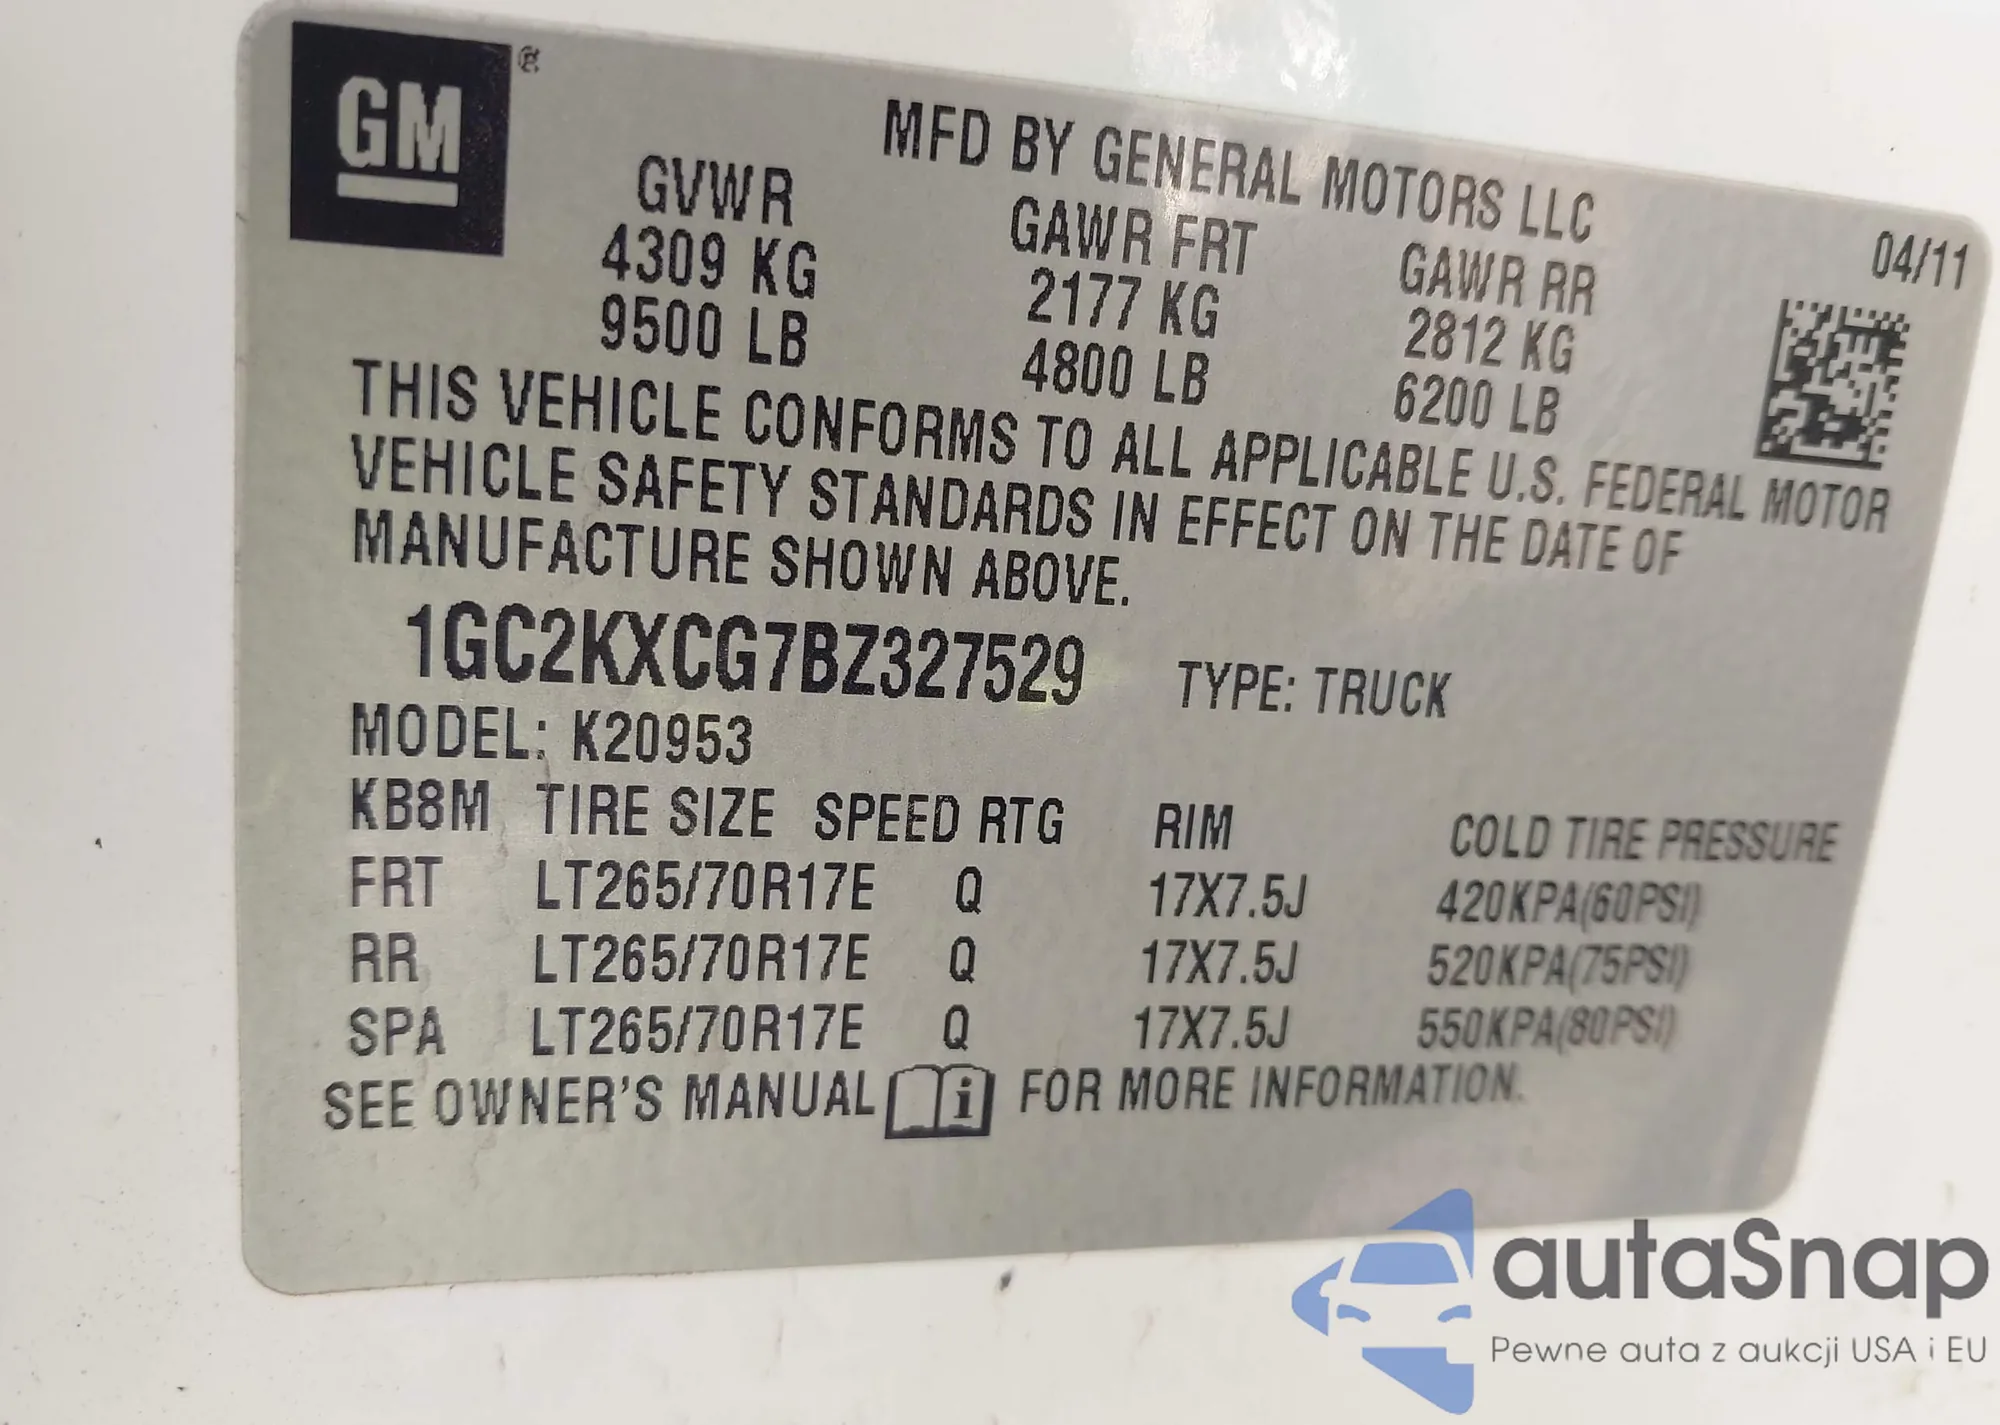 GM ®
MFD BY GENERAL MOTORS LLC
GVWR GAWR FRT GAWR RR 04/11
4309 KG 2177 KG 2812 KG
9500 LB 4800 LB 6200 LB
THIS VEHICLE CONFORMS TO ALL APPLICABLE U.S. FEDERAL MOTOR
VEHICLE SAFETY STANDARDS IN EFFECT ON THE DATE OF
MANUFACTURE SHOWN ABOVE.
1GC2KXCG7BZ327529 TYPE: TRUCK
MODEL: K20953
KB8M TIRE SIZE SPEED RTG RIM COLD TIRE PRESSURE
FRT LT265/70R17E Q 17X7.5J 420KPA(60PSI)
RR LT265/70R17E Q 17X7.5J 520KPA(75PSI)
SPA LT265/70R17E Q 17X7.5J 550KPA(80PSI)
SEE OWNER'S MANUAL i FOR MORE INFORMATION.
autaSnap
Pewne auta z aukcji USA i EU